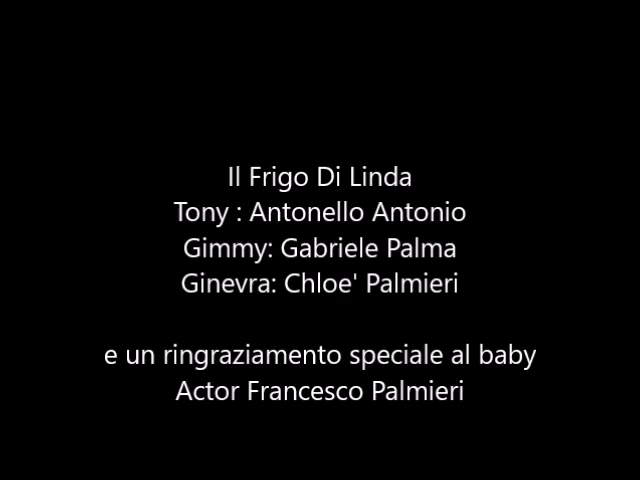 Il Frigo Di Linda
Tony : Antonello Antonio
Gimmy: Gabriele Palma
Ginevra: Chloe' Palmieri
e un ringraziamento speciale al baby
Actor Francesco Palmieri